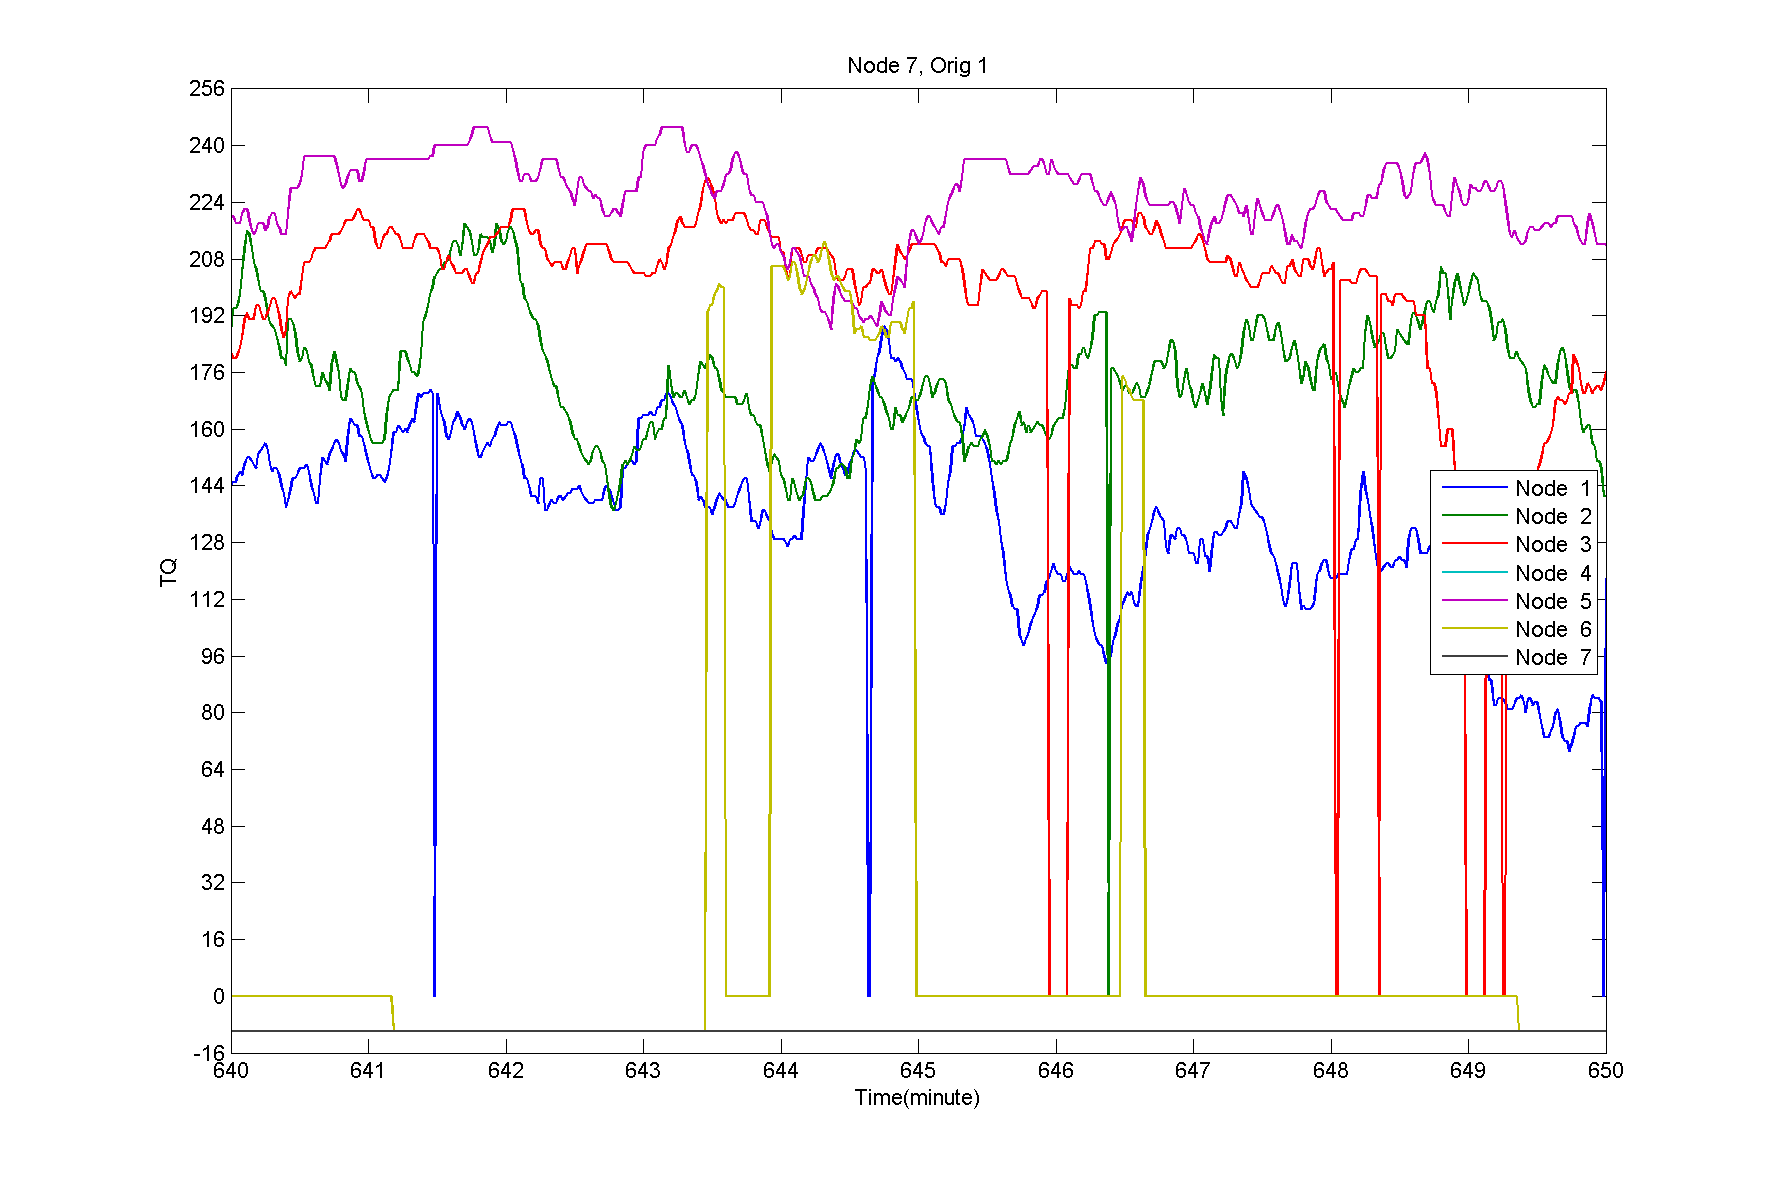 Node 7, Orig 1
256
240
224
208
192
176
160
144
128
112
96
80
64
48
32
16
0
-16
TQ
Node 1
Node 2
Node 3
Node 4
Node 5
Node 6
Node 7
640 641 642 643 644 645 646 647 648 649 650
Time(minute)